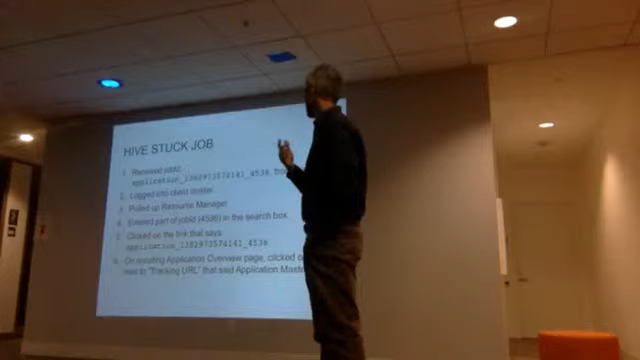 HIVE STUCK JOB
1. Received jobid:
application_1382973574141_4536, from
2. Logged into client cluster
3. Pulled up Resource Manager
4. Entered part of jobid (4536) in the search box
5. Clicked on the link that says
application_1382973574141_4536
6. On resulting Application Overview page, clicked
next to "Tracking URL" that said Application